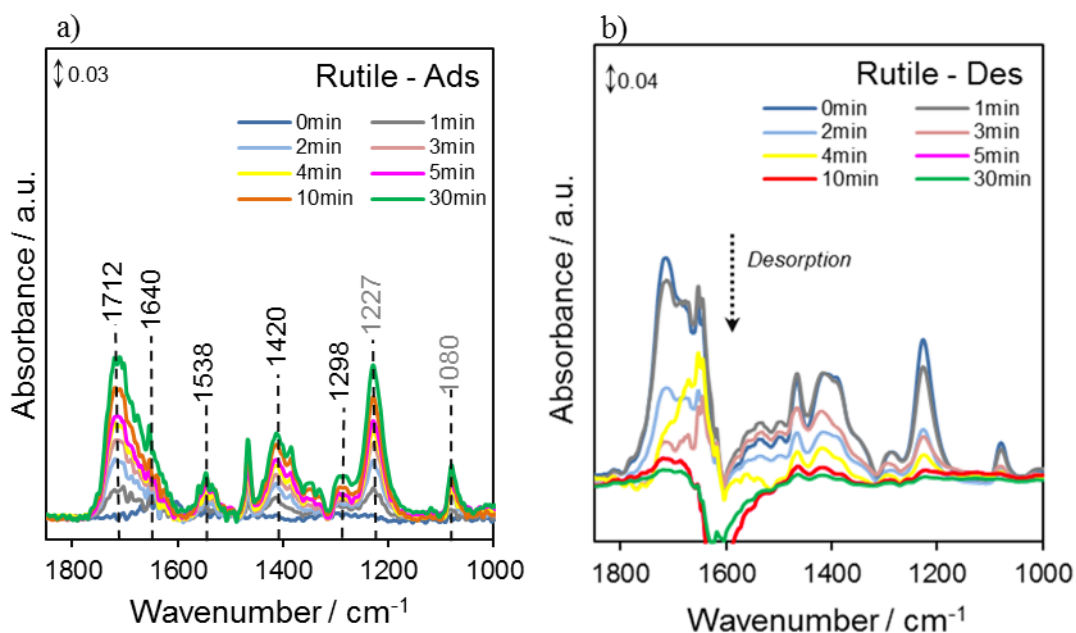 a)
0.03
Rutile - Ads
0min 1min
2min 3min
4min 5min
10min 30min
1712
1640
1538
1420
1298
1227
1080
Absorbance / a.u.
1800 1600 1400 1200 1000
Wavenumber / cm⁻¹
b)
0.04
Rutile - Des
0min 1min
2min 3min
4min 5min
10min 30min
Desorption
Absorbance / a.u.
1800 1600 1400 1200 1000
Wavenumber / cm⁻¹